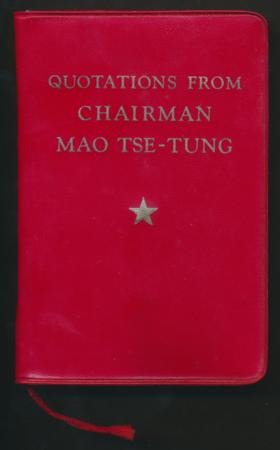 QUOTATIONS FROM
CHAIRMAN
MAO TSE-TUNG